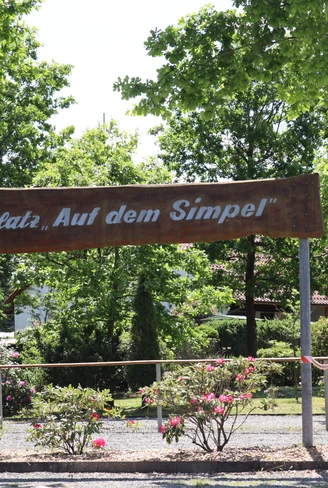 latz „Auf dem Simpel"